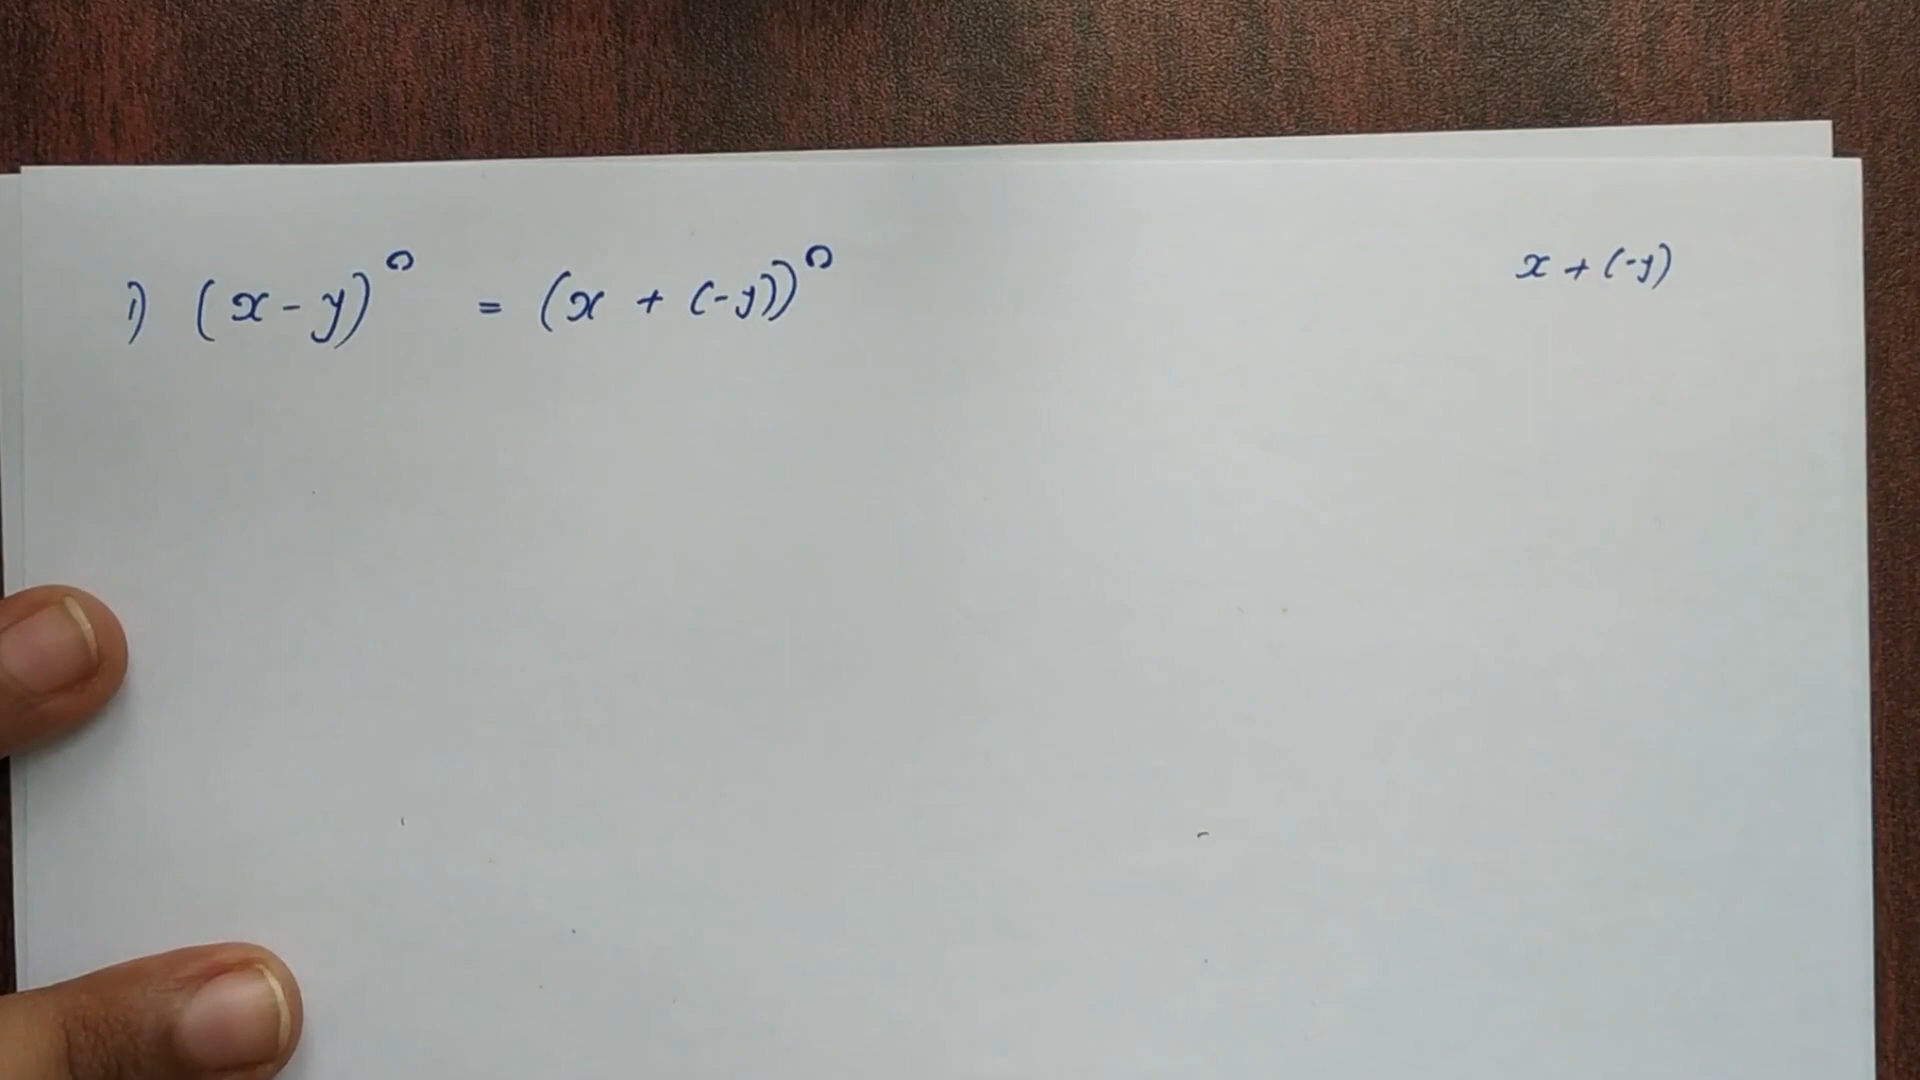 1) (x - y)ⁿ = (x + (-y))ⁿ
x + (-y)